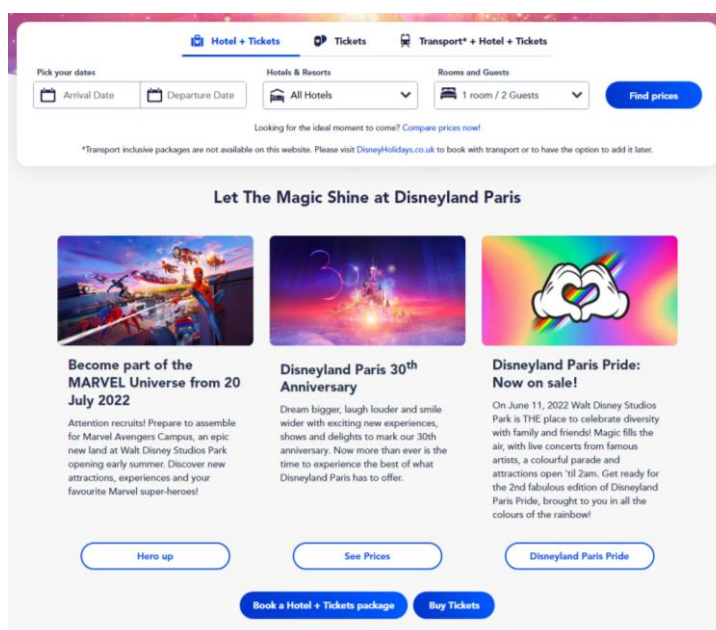 Hotel + Tickets
Tickets
Transport* + Hotel + Tickets
Pick your dates
Hotels & Resorts
Rooms and Guests
Arrival Date
Departure Date
All Hotels
1 room / 2 Guests
Find prices
Looking for the ideal moment to come? Compare prices now!
*Transport inclusive packages are not available on this website. Please visit DisneyHolidays.co.uk to book with transport or to have the option to add it later.
Let The Magic Shine at Disneyland Paris
30
Become part of the
MARVEL Universe from 20
July 2022
Attention recruits! Prepare to assemble
for Marvel Avengers Campus, an epic
new land at Walt Disney Studios Park
opening early summer. Discover new
attractions, experiences and your
favourite Marvel super-heroes!
Hero up
Disneyland Paris 30th
Anniversary
Dream bigger, laugh louder and smile
wider with exciting new experiences,
shows and delights to mark our 30th
anniversary. Now more than ever is the
time to experience the best of what
Disneyland Paris has to offer.
See Prices
Disneyland Paris Pride:
Now on sale!
On June 11, 2022 Walt Disney Studios
Park is THE place to celebrate diversity
with family and friends! Magic fills the
air, with live concerts from famous
artists, a colourful parade and
attractions open 'til 2am. Get ready for
the 2nd fabulous edition of Disneyland
Paris Pride, brought to you in all the
colours of the rainbow!
Disneyland Paris Pride
Book a Hotel + Tickets package
Buy Tickets